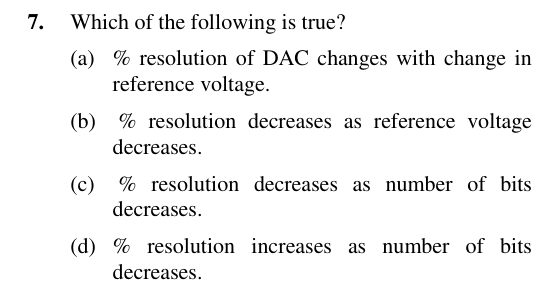 7. Which of the following is true?
(a) % resolution of DAC changes with change in
reference voltage.
(b) % resolution decreases as reference voltage
decreases.
(c) % resolution decreases as number of bits
decreases.
(d) % resolution increases as number of bits
decreases.